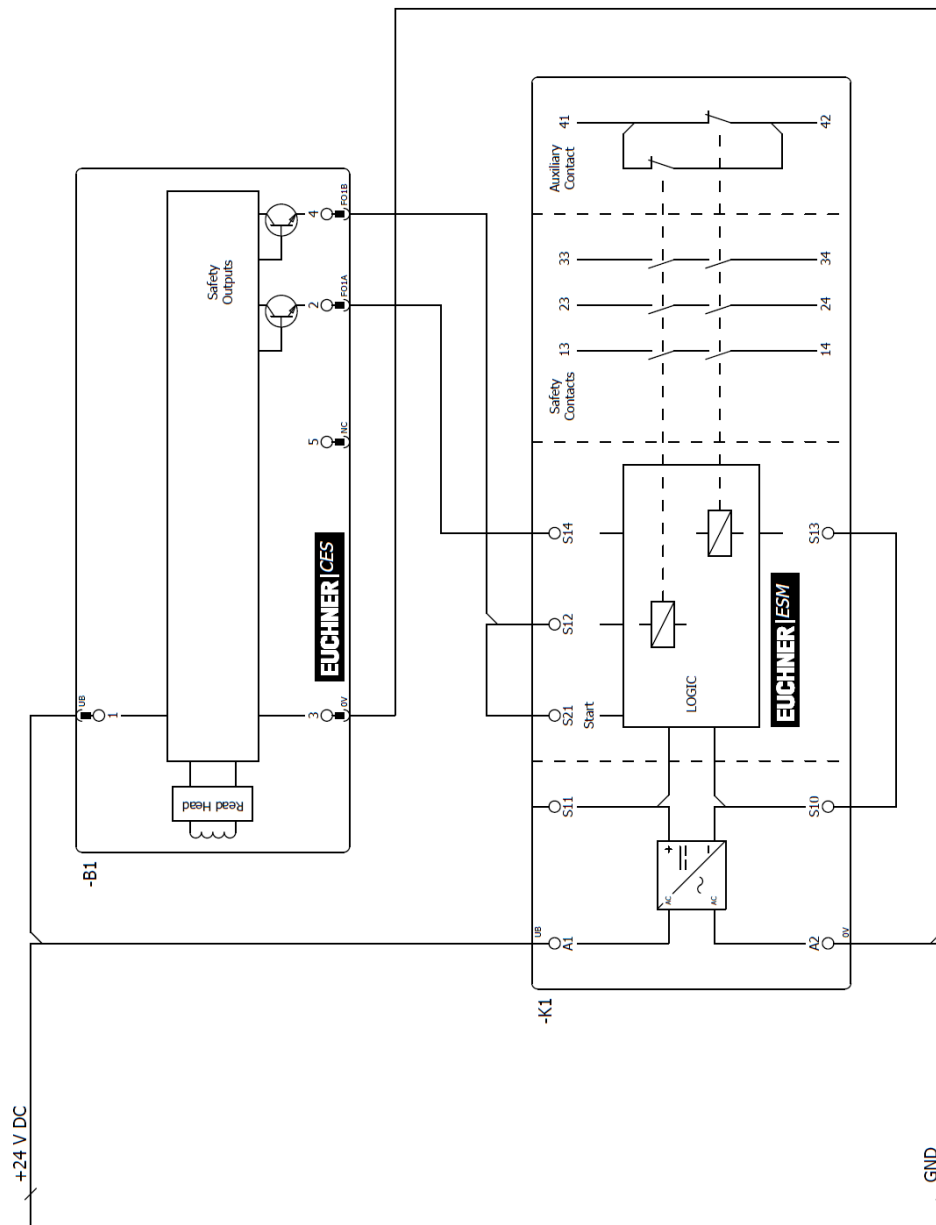 +24 V DC
-B1
UB
1
Read Head
Safety
Outputs
3
5
2
4
0V
NC
FO1A
FO1B
EUCHNER CES
-K1
UB
A1
S11
S21
S12
S14
13
23
33
41
Start
Safety
Contacts
Auxiliary
Contact
AC
AC
+
-
LOGIC
EUCHNER ESM
A2
S10
S13
14
24
34
42
0V
GND